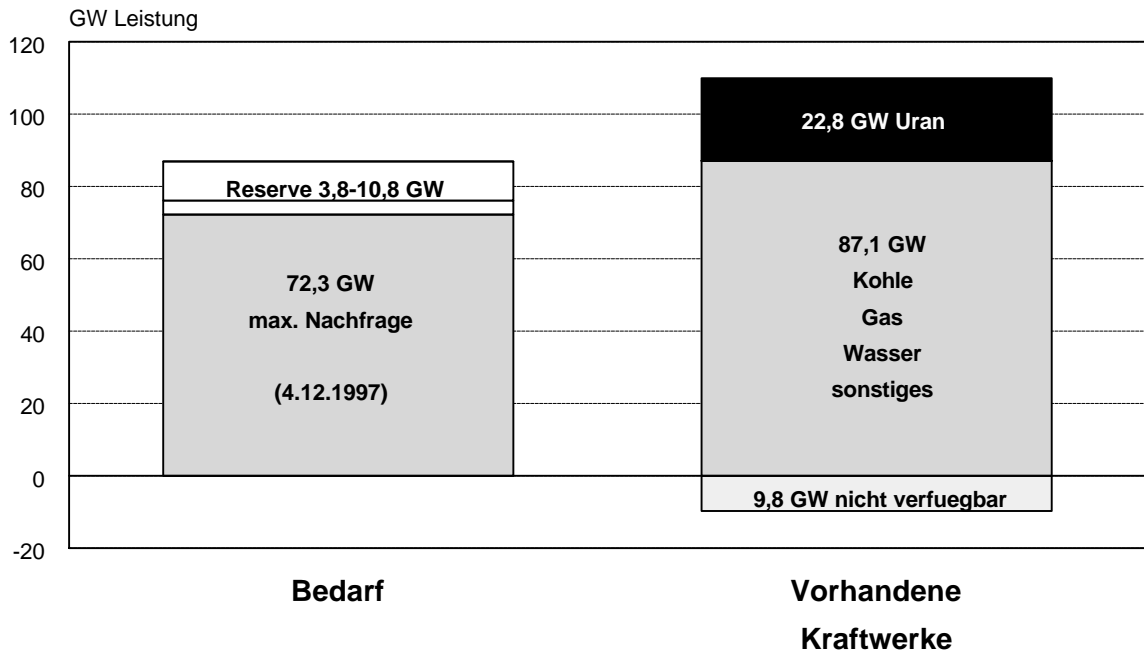 GW Leistung
120
100
80
60
40
20
0
-20
Reserve 3,8-10,8 GW
72,3 GW
max. Nachfrage
(4.12.1997)
22,8 GW Uran
87,1 GW
Kohle
Gas
Wasser
sonstiges
9,8 GW nicht verfuegbar
Bedarf
Vorhandene
Kraftwerke